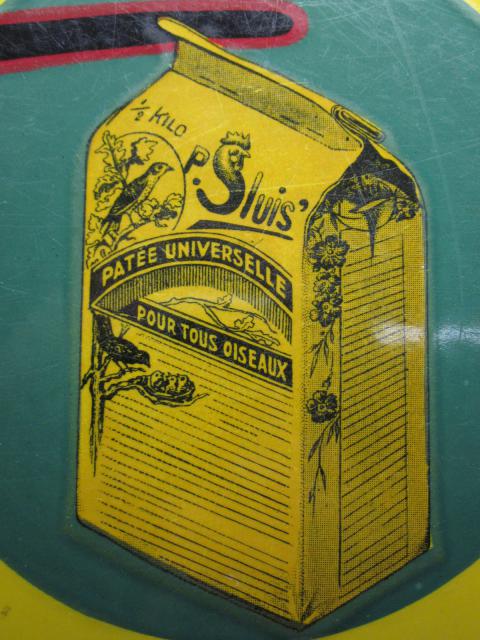 ½ KILO
P. Sluis'
PATÉE UNIVERSELLE
POUR TOUS OISEAUX